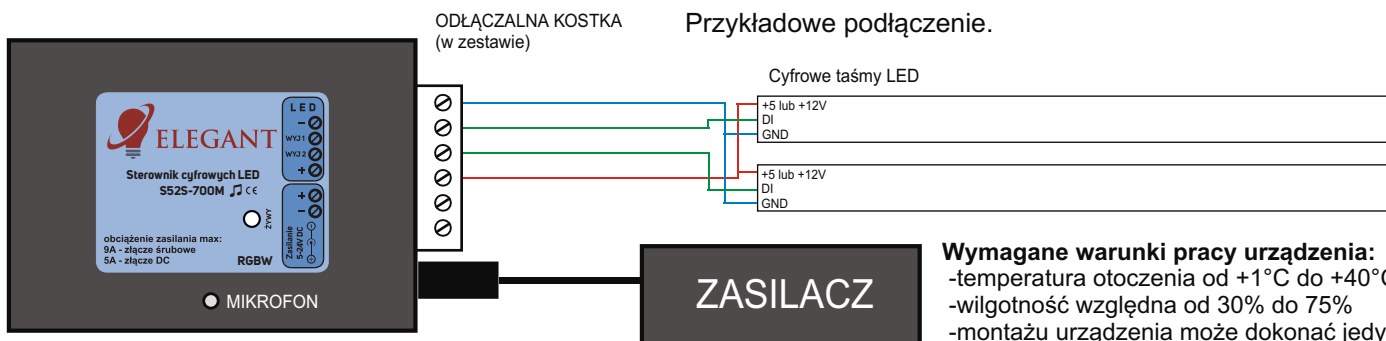 ODŁĄCZALNA KOSTKA
(w zestawie)
Przykładowe podłączenie.
Cyfrowe taśmy LED
+5 lub +12V
DI
GND
+5 lub +12V
DI
GND
ELEGANT
Sterownik cyfrowych LED
S52S-700M
CE
ŻYWY
obciążenie zasilania max:
9A - złącze śrubowe
5A - złącze DC
RGBW
LED
-
WYJ 1
WYJ 2
+
+
-
Zasilanie
5-24V DC
MIKROFON
ZASILACZ
Wymagane warunki pracy urządzenia:
-temperatura otoczenia od +1°C do +40°C
-wilgotność względna od 30% do 75%
-montażu urządzenia może dokonać jedy